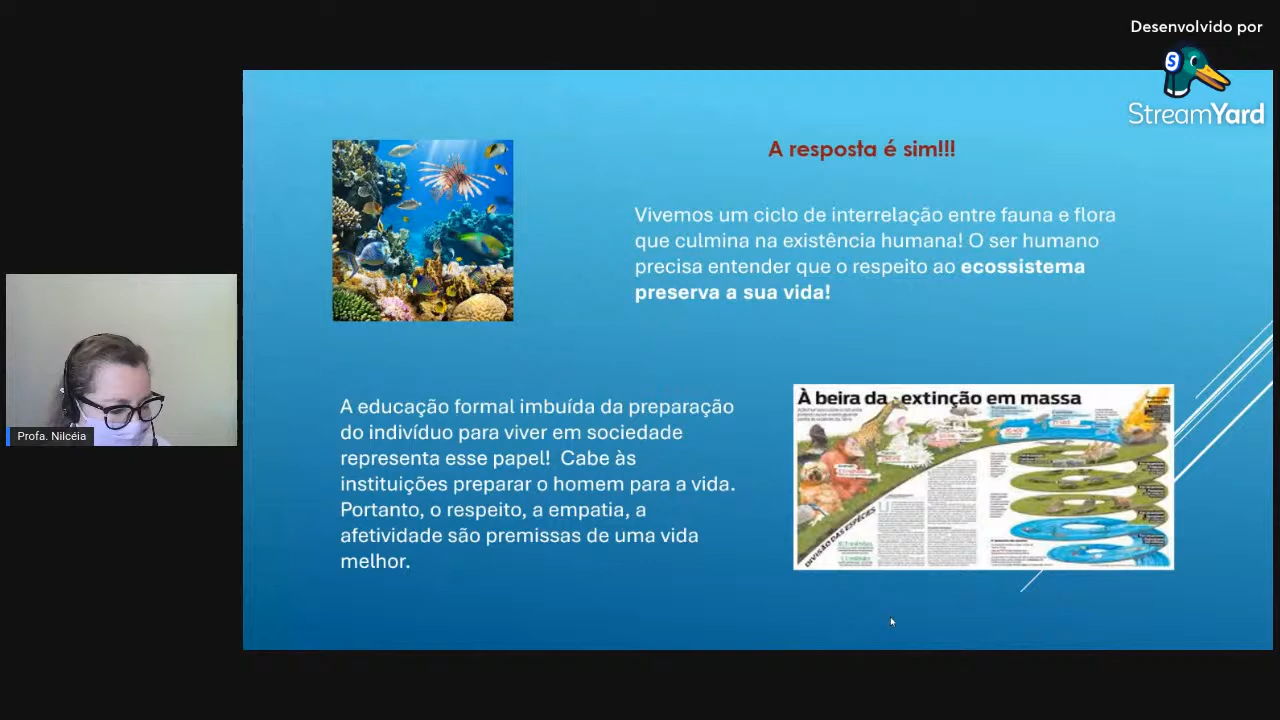 Desenvolvido por
StreamYard
A resposta é sim!!!
Vivemos um ciclo de interrelação entre fauna e flora
que culmina na existência humana! O ser humano
precisa entender que o respeito ao ecossistema
preserva a sua vida!
A educação formal imbuída da preparação
do indivíduo para viver em sociedade
representa esse papel!  Cabe às
instituições preparar o homem para a vida.
Portanto, o respeito, a empatia, a
afetividade são premissas de uma vida
melhor.
À beira da extinção em massa
DIVISÃO DAS ESPÉCIES
Profa. Nilcéia